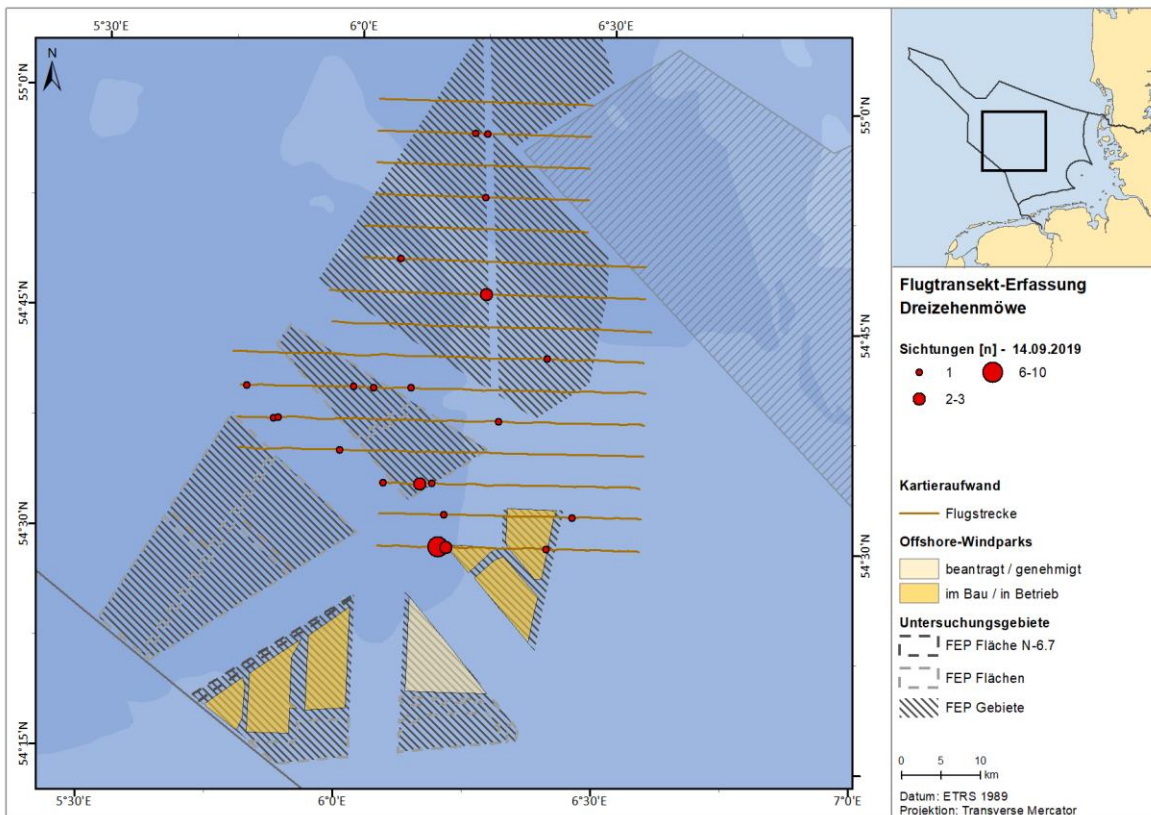 5°30'E 6°0'E 6°30'E
N
55°0'N
54°45'N
54°30'N
54°15'N
55°0'N
54°45'N
54°30'N
5°30'E 6°0'E 6°30'E 7°0'E
Flugtransekt-Erfassung
Dreizehenmöwe
Sichtungen [n] - 14.09.2019
1 6-10
2-3
Kartieraufwand
Flugstrecke
Offshore-Windparks
beantragt / genehmigt
im Bau / in Betrieb
Untersuchungsgebiete
FEP Fläche N-6.7
FEP Flächen
FEP Gebiete
0 5 10
km
Datum: ETRS 1989
Projektion: Transverse Mercator